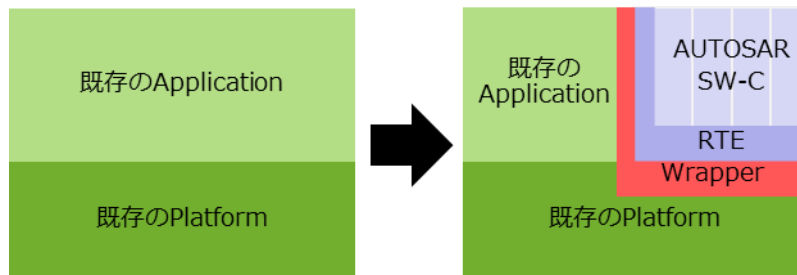 既存のApplication
既存のPlatform
既存の
Application
AUTOSAR
SW-C
RTE
Wrapper
既存のPlatform